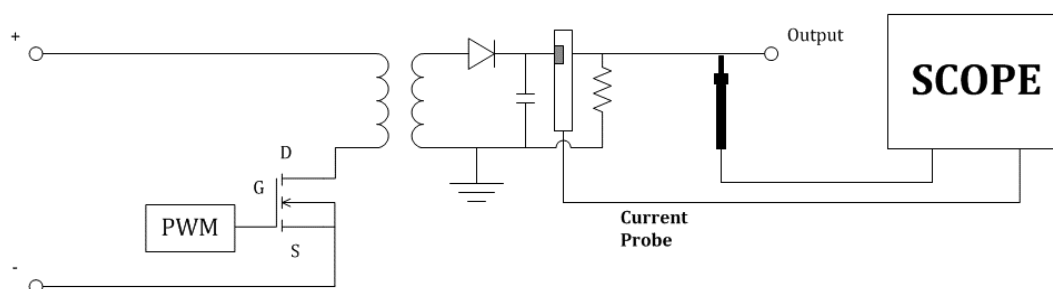 +
Output
SCOPE
D
G
PWM
S
Current
Probe
-